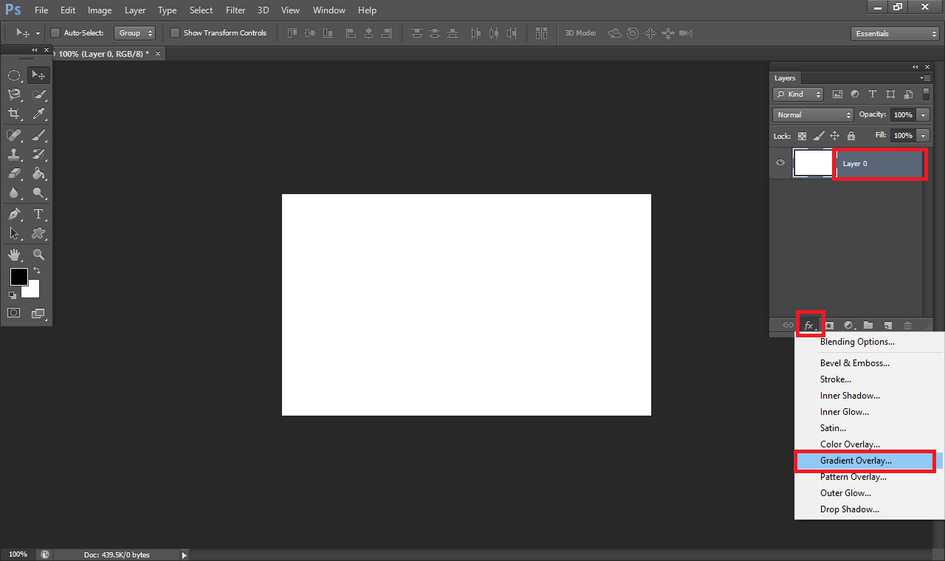 Ps File Edit Image Layer Type Select Filter 3D View Window Help
Auto-Select: Group Show Transform Controls 3D Mode: Essentials
100% (Layer 0, RGB/8) * ×
Layers
Kind
Normal Opacity: 100%
Lock: Fill: 100%
Layer 0
fx
Blending Options...
Bevel & Emboss...
Stroke...
Inner Shadow...
Inner Glow...
Satin...
Color Overlay...
Gradient Overlay...
Pattern Overlay...
Outer Glow...
Drop Shadow...
100% Doc: 439.5K/0 bytes